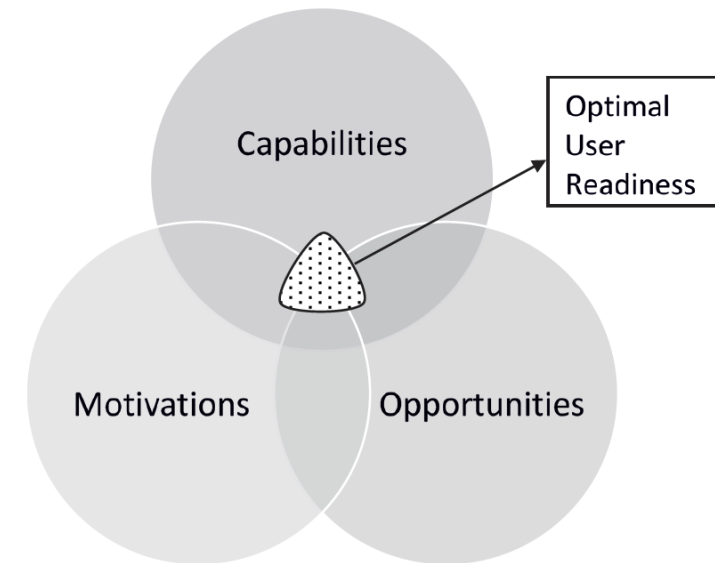 Capabilities
Optimal
User
Readiness
Motivations
Opportunities